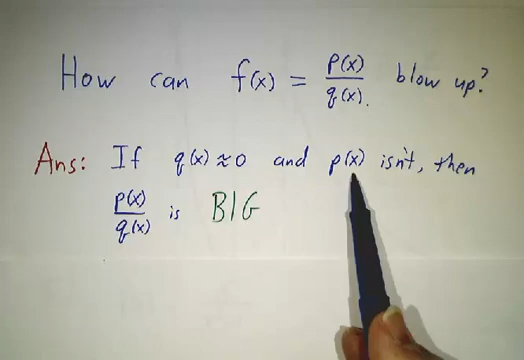 How can f(x) = p(x)/q(x). blow up?
Ans: If q(x) ≈ 0 and p(x) isn't, then
p(x)/q(x) is BIG